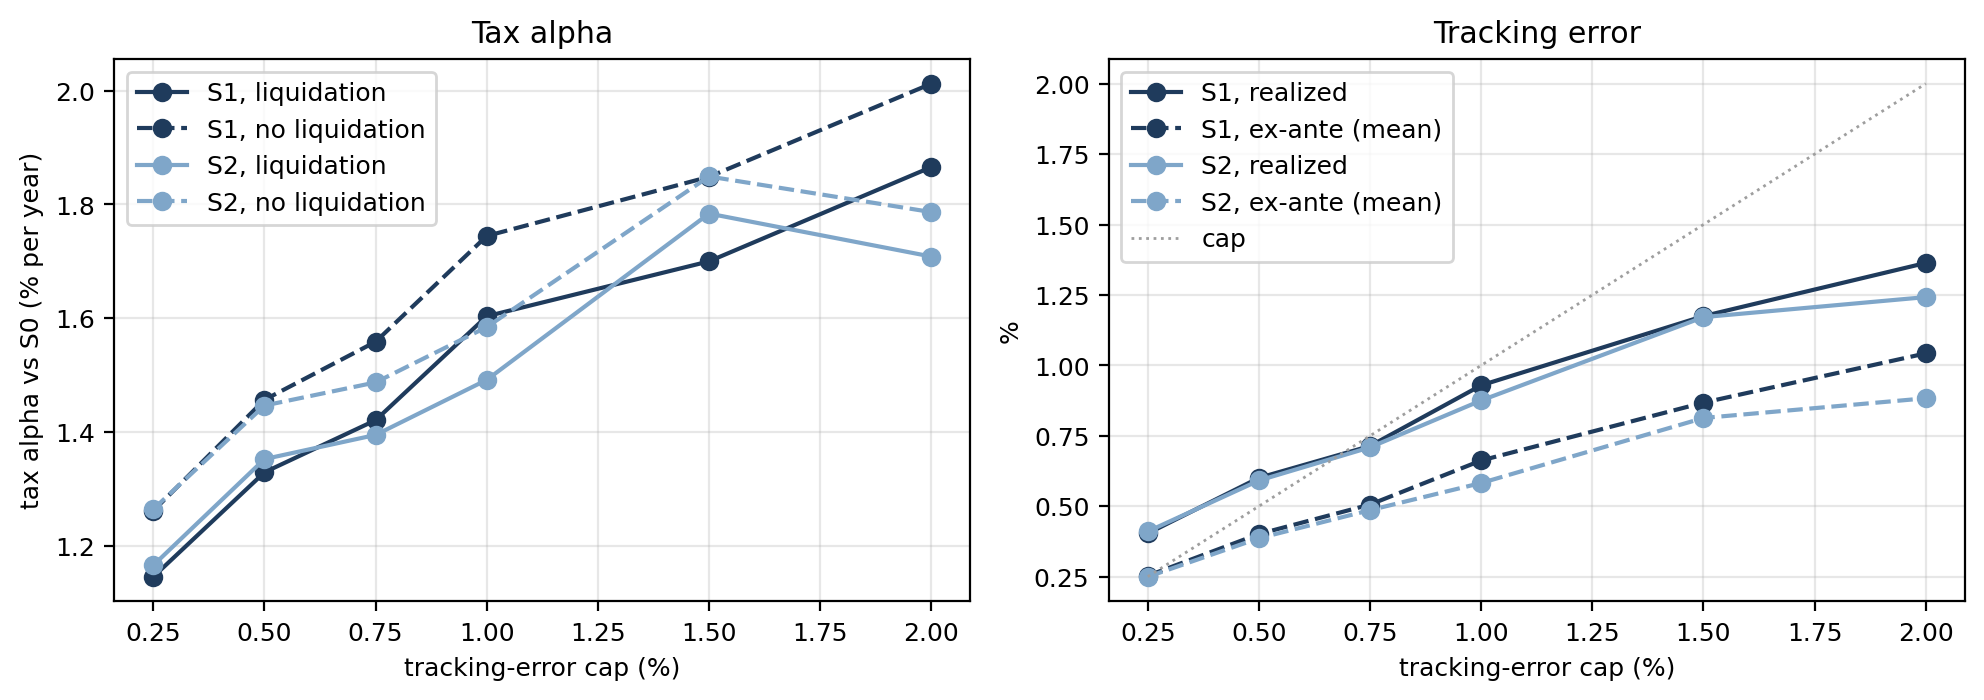 Tax alpha
S1, liquidation
S1, no liquidation
S2, liquidation
S2, no liquidation
tax alpha vs S0 (% per year)
2.0
1.8
1.6
1.4
1.2
0.25 0.50 0.75 1.00 1.25 1.50 1.75 2.00
tracking-error cap (%)
Tracking error
S1, realized
S1, ex-ante (mean)
S2, realized
S2, ex-ante (mean)
cap
%
2.00
1.75
1.50
1.25
1.00
0.75
0.50
0.25
0.25 0.50 0.75 1.00 1.25 1.50 1.75 2.00
tracking-error cap (%)